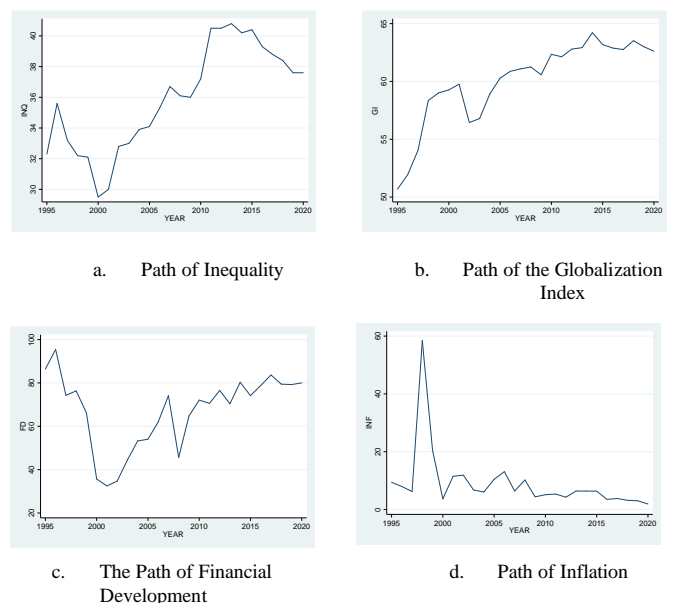 INQ
30 32 34 36 38 40
1995 2000 2005 2010 2015 2020
YEAR
a. Path of Inequality
GI
50 55 60 65
1995 2000 2005 2010 2015 2020
YEAR
b. Path of the Globalization
Index
FD
20 40 60 80 100
1995 2000 2005 2010 2015 2020
YEAR
c. The Path of Financial
Development
INF
0 20 40 60
1995 2000 2005 2010 2015 2020
YEAR
d. Path of Inflation